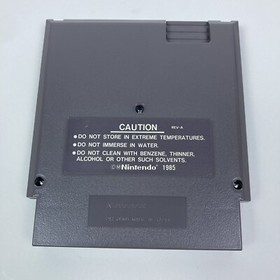 CAUTION REV-A
●DO NOT STORE IN EXTREME TEMPERATURES.
●DO NOT IMMERSE IN WATER.
●DO NOT CLEAN WITH BENZENE, THINNER,
ALCOHOL OR OTHER SUCH SOLVENTS.
©®Nintendo 1985